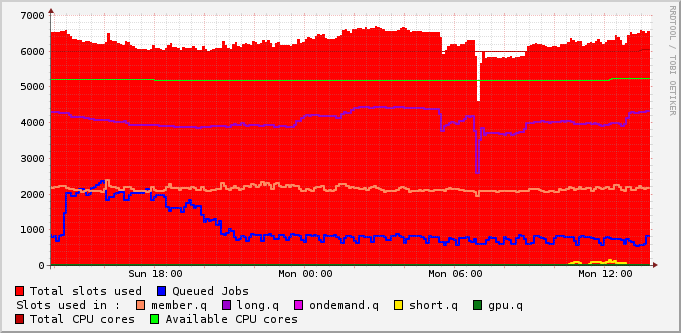 7000
6000
5000
4000
3000
2000
1000
0
Sun 18:00 Mon 00:00 Mon 06:00 Mon 12:00
Total slots used Queued Jobs
Slots used in : member.q long.q ondemand.q short.q gpu.q
Total CPU cores Available CPU cores
RRDTOOL / TOBI OETIKER